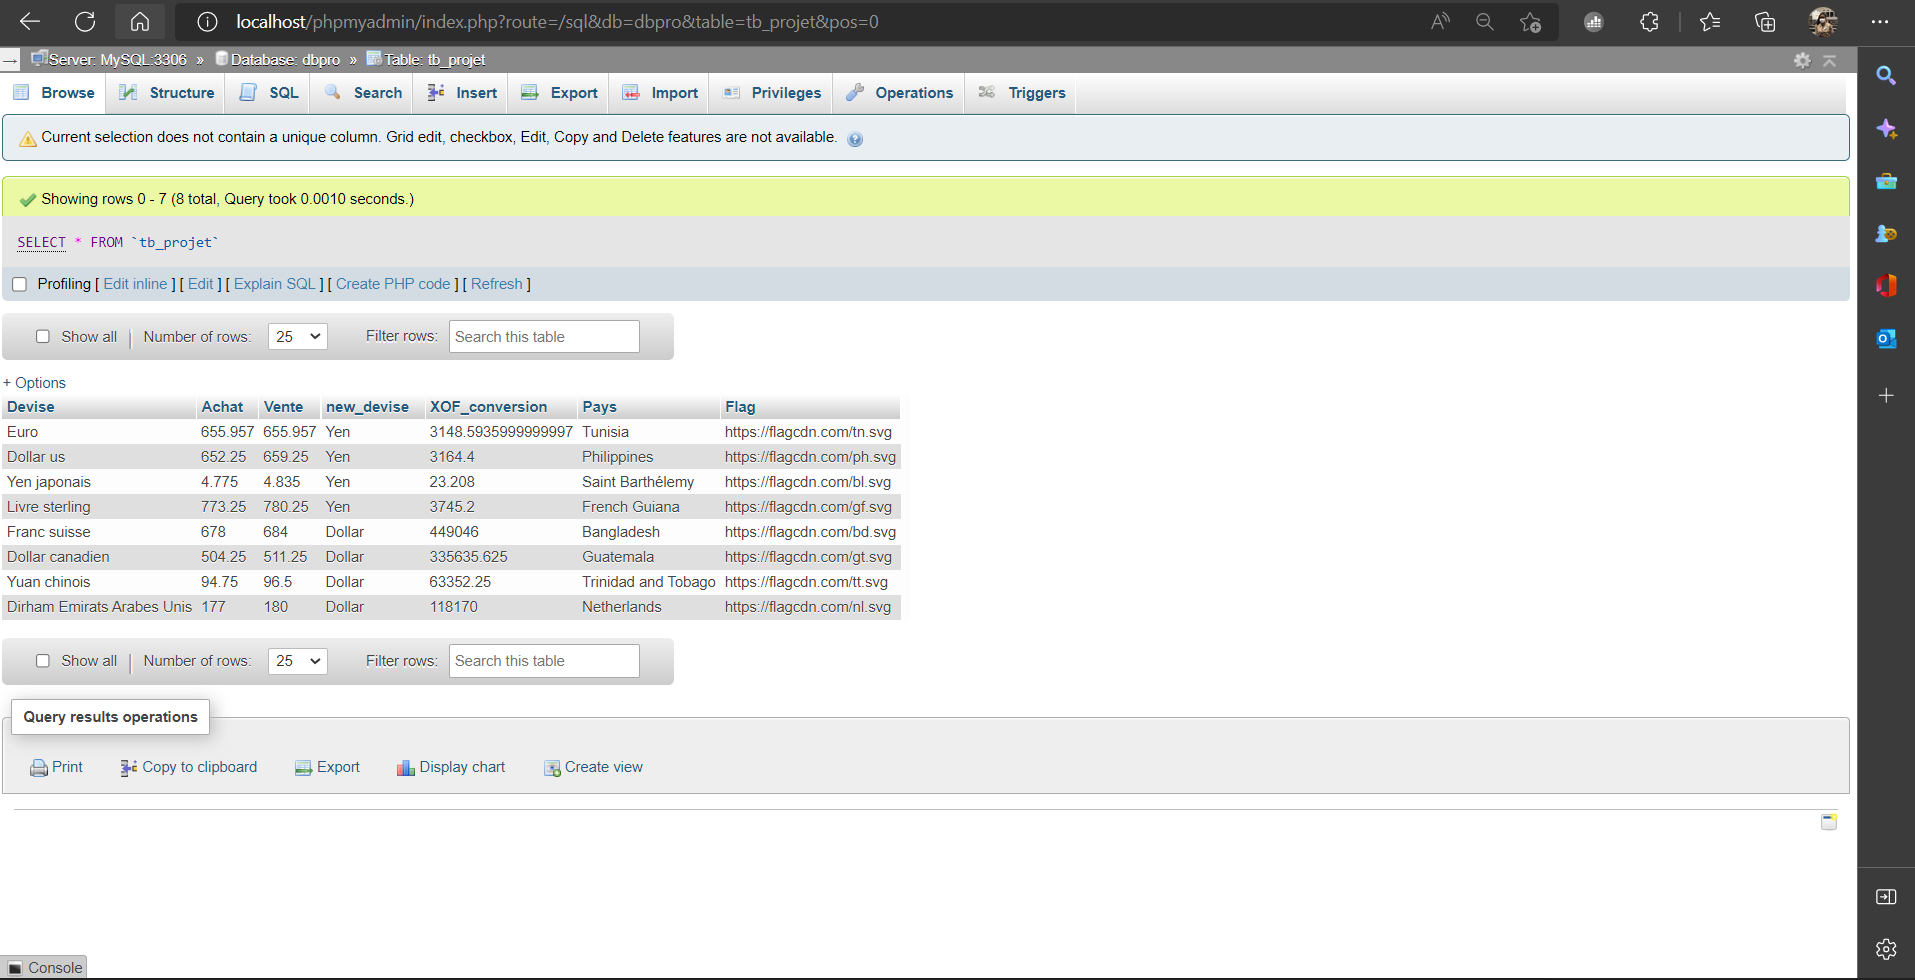 localhost/phpmyadmin/index.php?route=/sql&db=dbpro&table=tb_projet&pos=0
Server: MySQL:3306 » Database: dbpro » Table: tb_projet
Browse Structure SQL Search Insert Export Import Privileges Operations Triggers
Current selection does not contain a unique column. Grid edit, checkbox, Edit, Copy and Delete features are not available.
Showing rows 0 - 7 (8 total, Query took 0.0010 seconds.)
SELECT * FROM `tb_projet`
Profiling [ Edit inline ] [ Edit ] [ Explain SQL ] [ Create PHP code ] [ Refresh ]
Show all | Number of rows: 25 Filter rows: Search this table
+ Options
Devise Achat Vente new_devise XOF_conversion Pays Flag
Euro 655.957 655.957 Yen 3148.5935999999997 Tunisia https://flagcdn.com/tn.svg
Dollar us 652.25 659.25 Yen 3164.4 Philippines https://flagcdn.com/ph.svg
Yen japonais 4.775 4.835 Yen 23.208 Saint Barthélemy https://flagcdn.com/bl.svg
Livre sterling 773.25 780.25 Yen 3745.2 French Guiana https://flagcdn.com/gf.svg
Franc suisse 678 684 Dollar 449046 Bangladesh https://flagcdn.com/bd.svg
Dollar canadien 504.25 511.25 Dollar 335635.625 Guatemala https://flagcdn.com/gt.svg
Yuan chinois 94.75 96.5 Dollar 63352.25 Trinidad and Tobago https://flagcdn.com/tt.svg
Dirham Emirats Arabes Unis 177 180 Dollar 118170 Netherlands https://flagcdn.com/nl.svg
Show all | Number of rows: 25 Filter rows: Search this table
Query results operations
Print Copy to clipboard Export Display chart Create view
Console